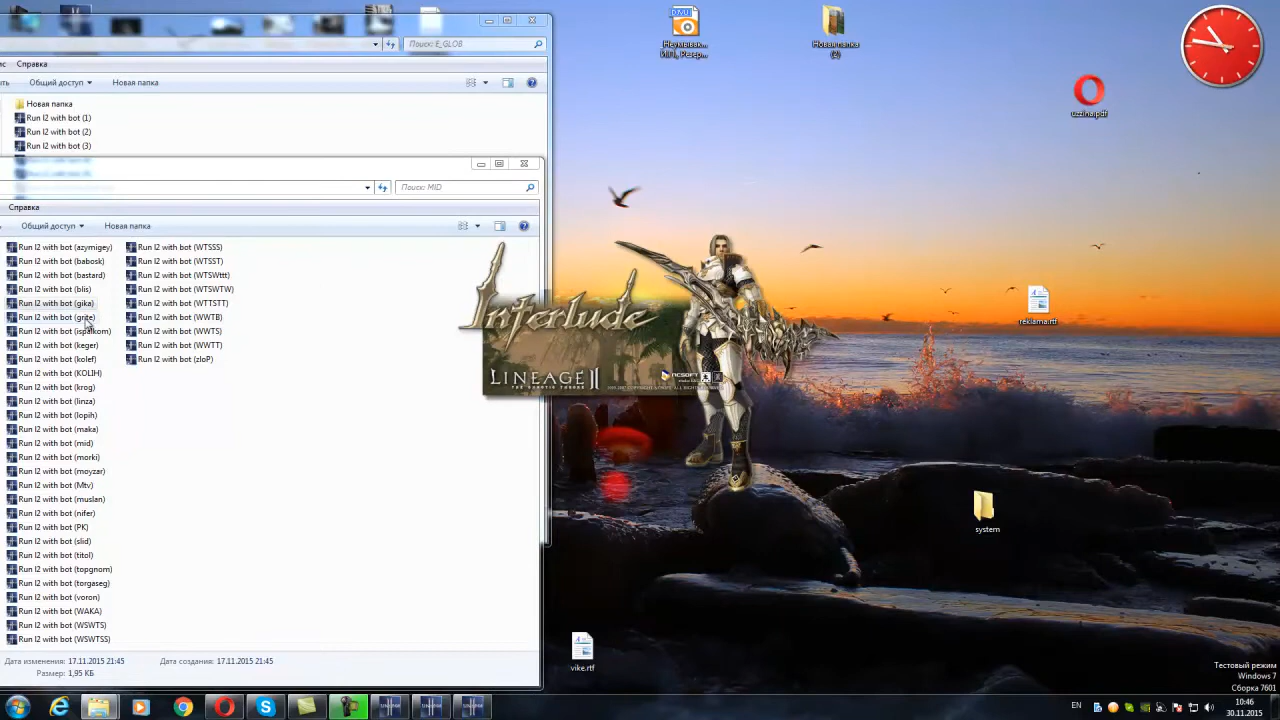 Поиск: E_GLOB
Справка
Общий доступ
Новая папка
Новая папка
Run l2 with bot (1)
Run l2 with bot (2)
Run l2 with bot (3)
Поиск: MID
Справка
Общий доступ
Новая папка
Run l2 with bot (azymigey)
Run l2 with bot (babosk)
Run l2 with bot (bastard)
Run l2 with bot (blis)
Run l2 with bot (gika)
Run l2 with bot (grite)
Run l2 with bot (ispalkom)
Run l2 with bot (keger)
Run l2 with bot (kolef)
Run l2 with bot (KOLIH)
Run l2 with bot (krog)
Run l2 with bot (linza)
Run l2 with bot (lopih)
Run l2 with bot (maka)
Run l2 with bot (mid)
Run l2 with bot (morki)
Run l2 with bot (moyzar)
Run l2 with bot (Mtv)
Run l2 with bot (muslan)
Run l2 with bot (nifer)
Run l2 with bot (PK)
Run l2 with bot (slid)
Run l2 with bot (titol)
Run l2 with bot (topgnom)
Run l2 with bot (torgaseg)
Run l2 with bot (voron)
Run l2 with bot (WAKA)
Run l2 with bot (WSWTS)
Run l2 with bot (WSWTSS)
Run l2 with bot (WTSSS)
Run l2 with bot (WTSST)
Run l2 with bot (WTSWttt)
Run l2 with bot (WTSWTW)
Run l2 with bot (WTTSTT)
Run l2 with bot (WWTB)
Run l2 with bot (WWTS)
Run l2 with bot (WWTT)
Run l2 with bot (zloP)
Дата изменения: 17.11.2015 21:45
Дата создания: 17.11.2015 21:45
Размер: 1,95 КБ
Interlude
LINEAGE II
THE CHAOTIC THRONE
NCSOFT
Неумывак...
И.П., Резер...
Новая папка
(2)
uzzina.pdf
reklama.rtf
system
vike.rtf
Тестовый режим
Windows 7
Сборка 7601
EN
10:46
30.11.2015